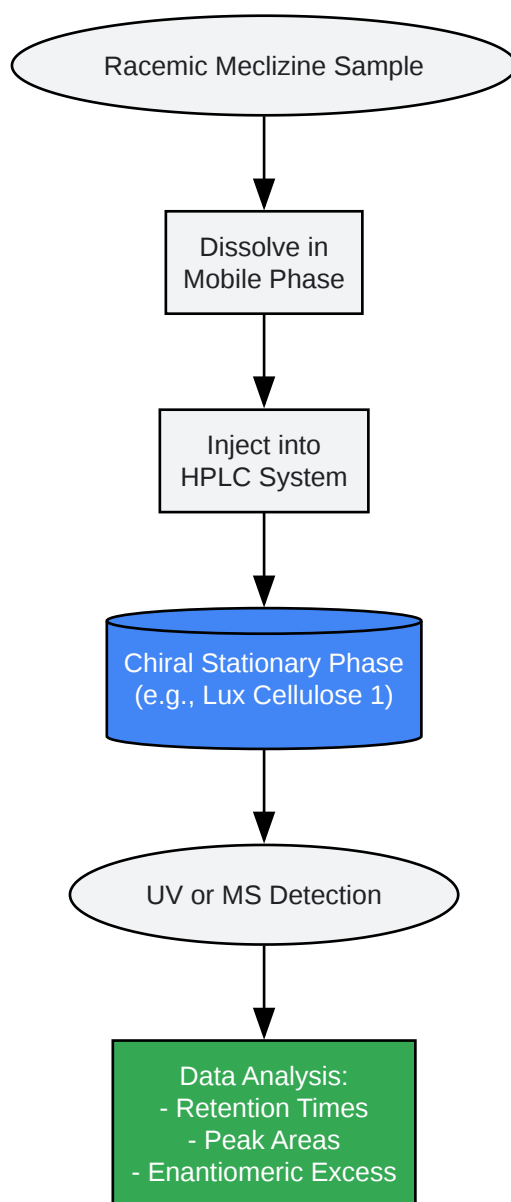 Racemic Meclizine Sample
Dissolve in
Mobile Phase
Inject into
HPLC System
Chiral Stationary Phase
(e.g., Lux Cellulose 1)
UV or MS Detection
Data Analysis:
- Retention Times
- Peak Areas
- Enantiomeric Excess